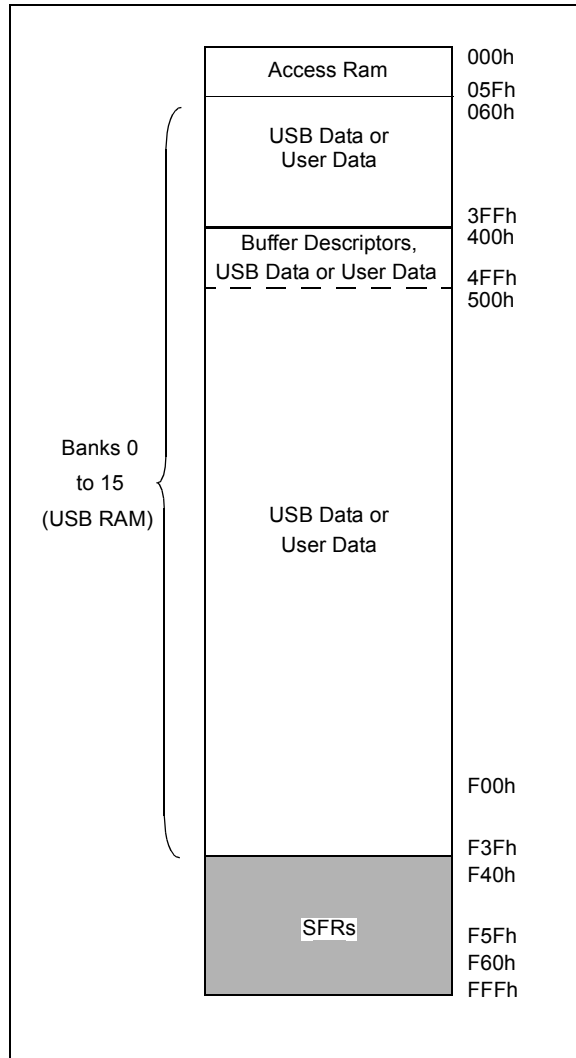 Access Ram
000h
05Fh
060h
USB Data or
User Data
3FFh
400h
Buffer Descriptors,
USB Data or User Data
4FFh
500h
Banks 0
to 15
(USB RAM)
USB Data or
User Data
F00h
F3Fh
F40h
SFRs
F5Fh
F60h
FFFh